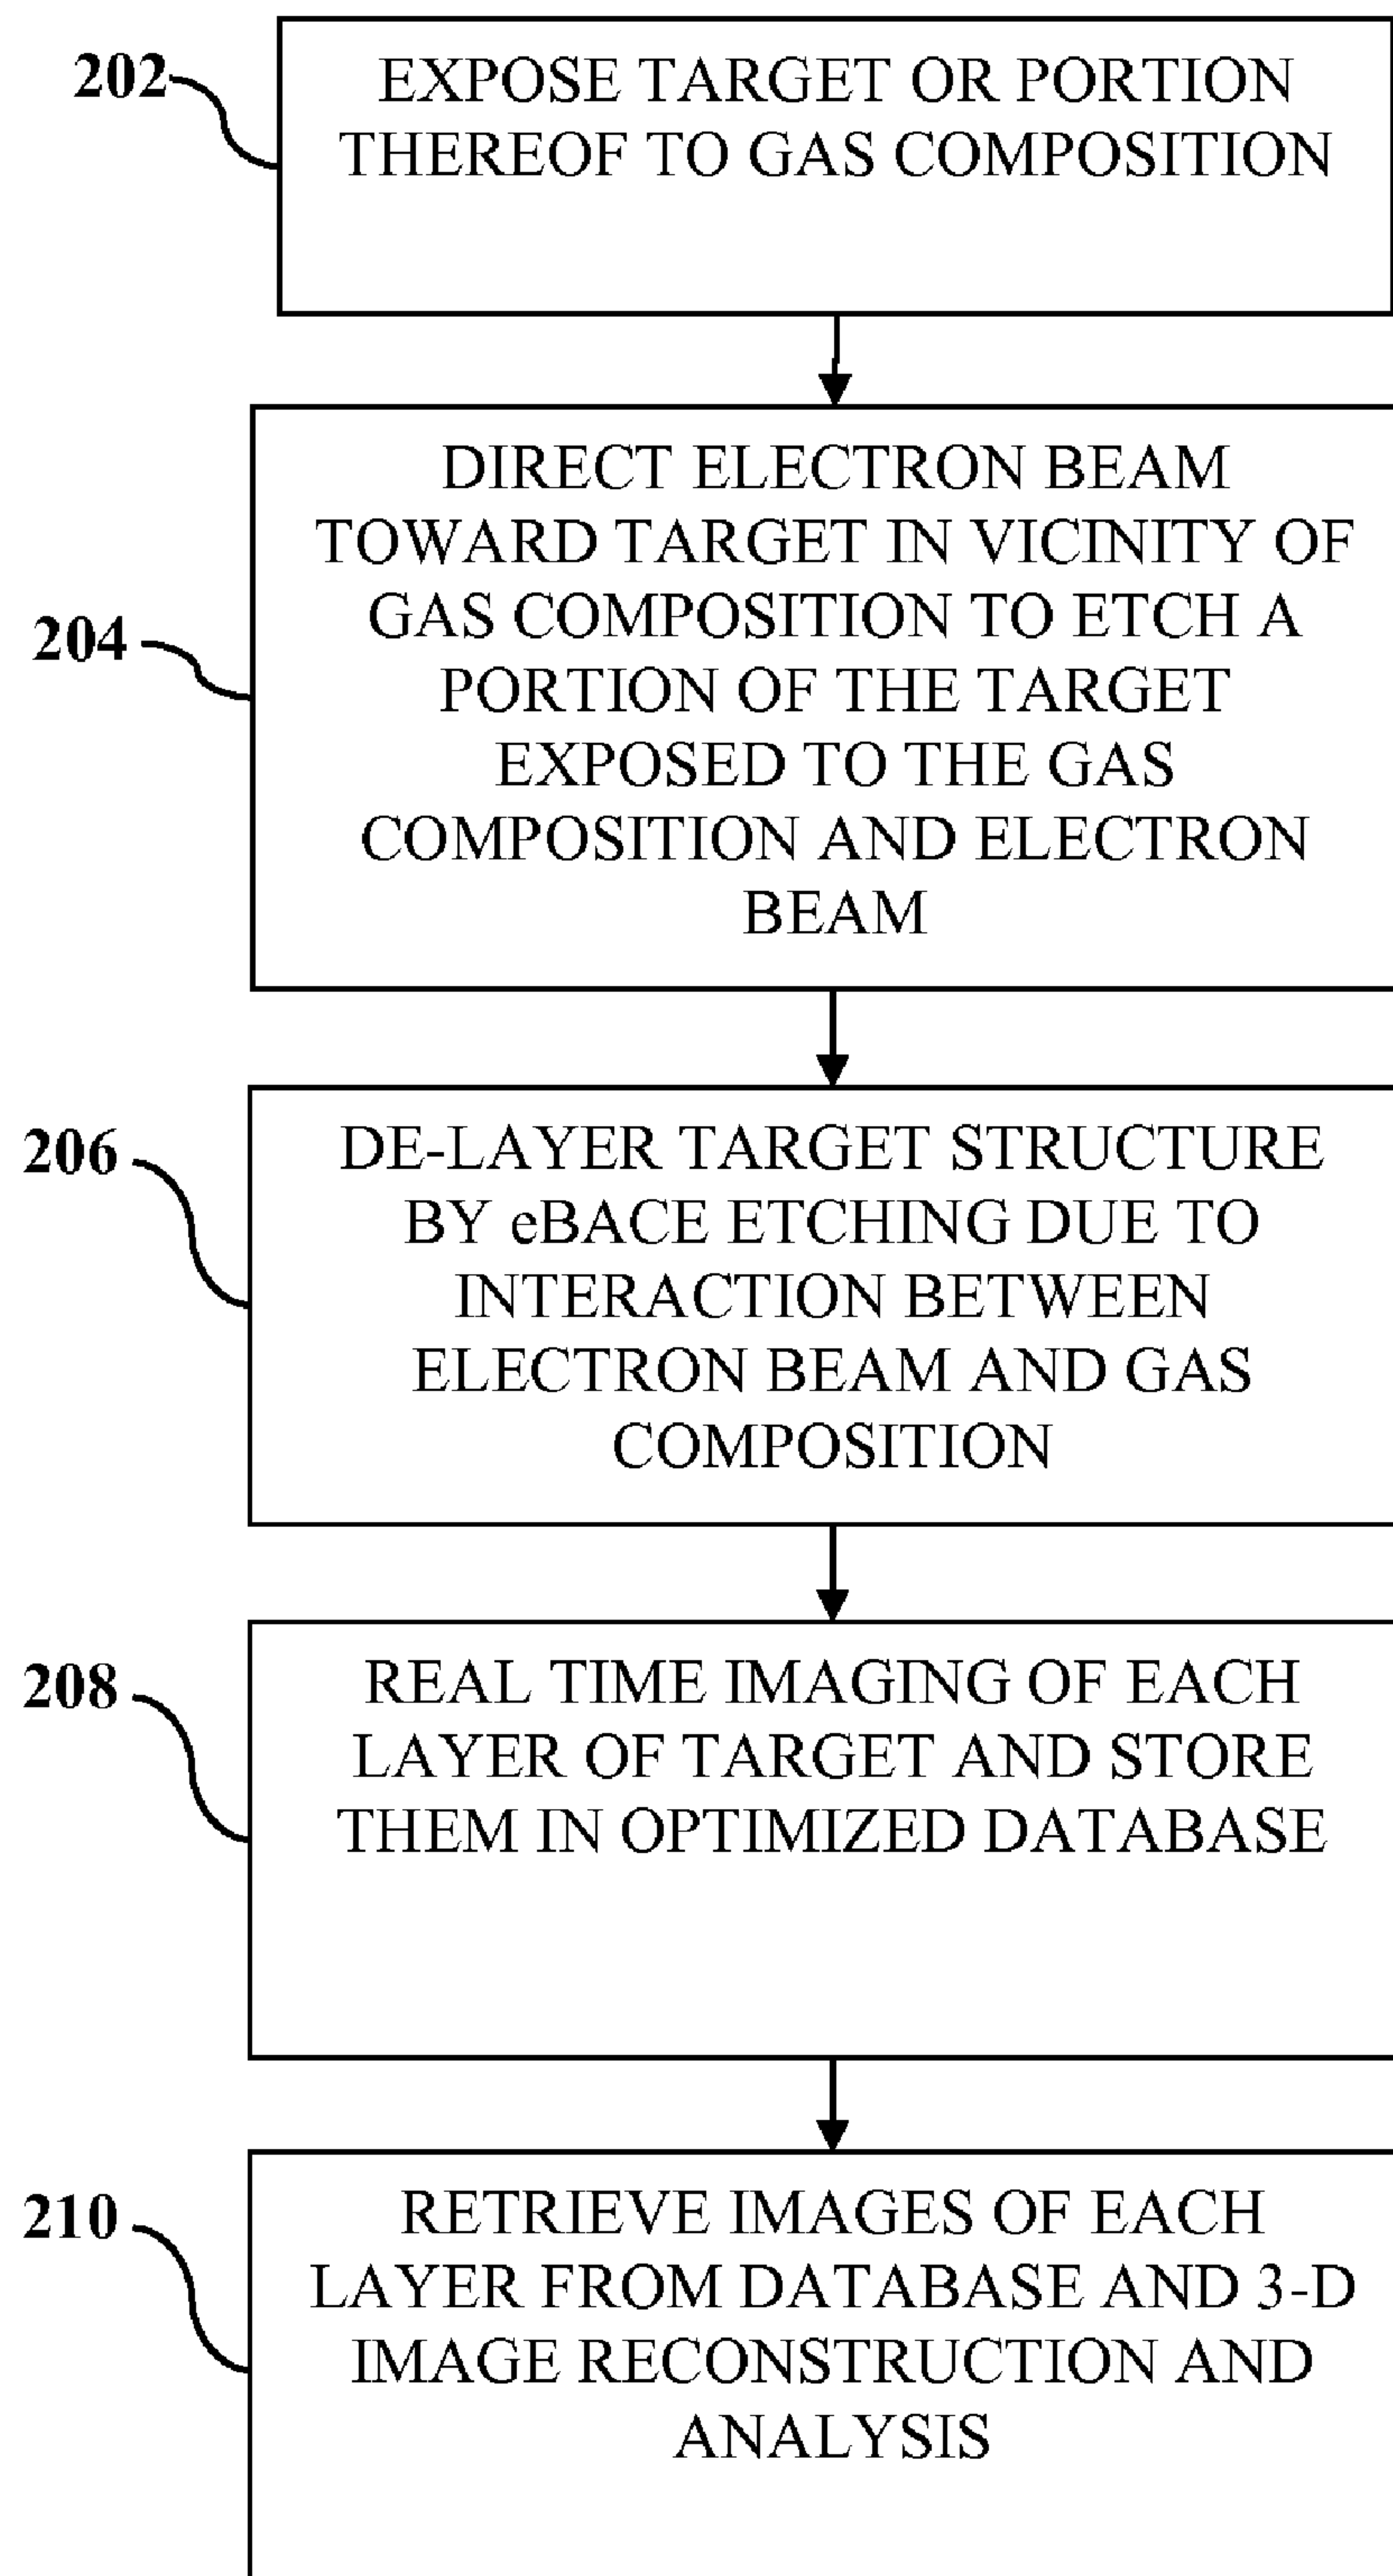 202
EXPOSE TARGET OR PORTION
THEREOF TO GAS COMPOSITION
204
DIRECT ELECTRON BEAM
TOWARD TARGET IN VICINITY OF
GAS COMPOSITION TO ETCH A
PORTION OF THE TARGET
EXPOSED TO THE GAS
COMPOSITION AND ELECTRON
BEAM
206
DE-LAYER TARGET STRUCTURE
BY eBACE ETCHING DUE TO
INTERACTION BETWEEN
ELECTRON BEAM AND GAS
COMPOSITION
208
REAL TIME IMAGING OF EACH
LAYER OF TARGET AND STORE
THEM IN OPTIMIZED DATABASE
210
RETRIEVE IMAGES OF EACH
LAYER FROM DATABASE AND 3-D
IMAGE RECONSTRUCTION AND
ANALYSIS